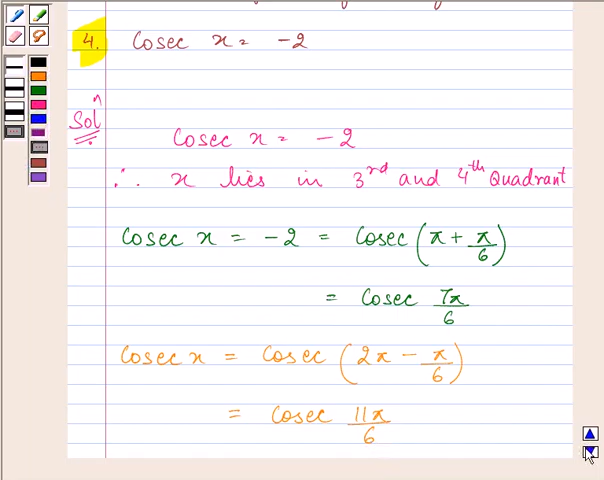 4. Cosec x = -2
Solⁿ
Cosec x = -2
∴ x lies in 3rd and 4th Quadrant
Cosec x = -2 = Cosec (π + π/6)
= Cosec 7π/6
Cosec x = Cosec (2π - π/6)
= Cosec 11π/6